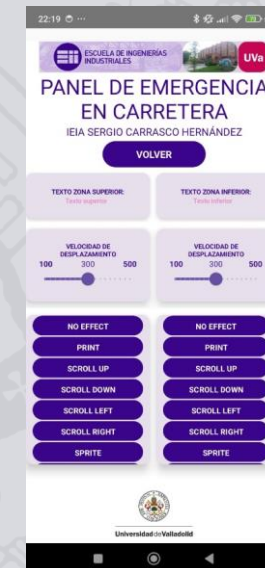 22:19
ESCUELA DE INGENIERÍAS
INDUSTRIALES
UVa
PANEL DE EMERGENCIA
EN CARRETERA
IEIA SERGIO CARRASCO HERNÁNDEZ
VOLVER
TEXTO ZONA SUPERIOR:
Texto superior
TEXTO ZONA INFERIOR:
Texto inferior
VELOCIDAD DE
DESPLAZAMIENTO
100 300 500
VELOCIDAD DE
DESPLAZAMIENTO
100 300 500
NO EFFECT
PRINT
SCROLL UP
SCROLL DOWN
SCROLL LEFT
SCROLL RIGHT
SPRITE
NO EFFECT
PRINT
SCROLL UP
SCROLL DOWN
SCROLL LEFT
SCROLL RIGHT
SPRITE
Universidad de Valladolid